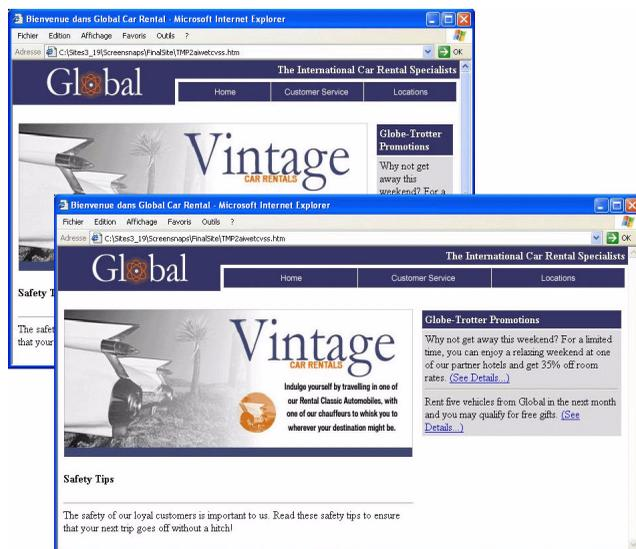 Bienvenue dans Global Car Rental - Microsoft Internet Explorer
Fichier Edition Affichage Favoris Outils ?
Adresse C:\Sites3_19\Screensnaps\FinalSite\TMP2aiwetcvss.htm OK
The International Car Rental Specialists
Global
Home Customer Service Locations
Vintage
CAR RENTALS
Globe-Trotter
Promotions
Why not get
away this
weekend? For a
Safety T
The safet
that your
Bienvenue dans Global Car Rental - Microsoft Internet Explorer
Fichier Edition Affichage Favoris Outils ?
Adresse C:\Sites3_19\Screensnaps\FinalSite\TMP2aiwetcvss.htm OK
The International Car Rental Specialists
Global
Home Customer Service Locations
Vintage
CAR RENTALS
Indulge yourself by travelling in one of
our Rental Classic Automobiles, with
one of our chauffeurs to whisk you to
wherever your destination might be.
Globe-Trotter Promotions
Why not get away this weekend? For a limited
time, you can enjoy a relaxing weekend at one
of our partner hotels and get 35% off room
rates. (See Details...)
Rent five vehicles from Global in the next month
and you may qualify for free gifts. (See
Details...)
Safety Tips
The safety of our loyal customers is important to us. Read these safety tips to ensure
that your next trip goes off without a hitch!